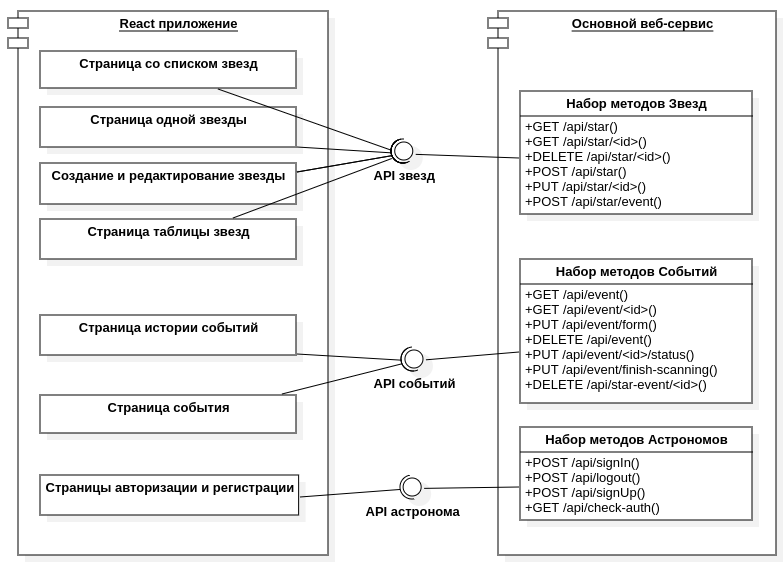 React приложение
Страница со списком звезд
Страница одной звезды
Создание и редактирование звезды
Страница таблицы звезд
Страница истории событий
Страница события
Страницы авторизации и регистрации
API звезд
API событий
API астронома
Основной веб-сервис
Набор методов Звезд
+GET /api/star()
+GET /api/star/<id>()
+DELETE /api/star/<id>()
+POST /api/star()
+PUT /api/star/<id>()
+POST /api/star/event()
Набор методов Событий
+GET /api/event()
+GET /api/event/<id>()
+PUT /api/event/form()
+DELETE /api/event()
+PUT /api/event/<id>/status()
+PUT /api/event/finish-scanning()
+DELETE /api/star-event/<id>()
Набор методов Астрономов
+POST /api/signIn()
+POST /api/logout()
+POST /api/signUp()
+GET /api/check-auth()